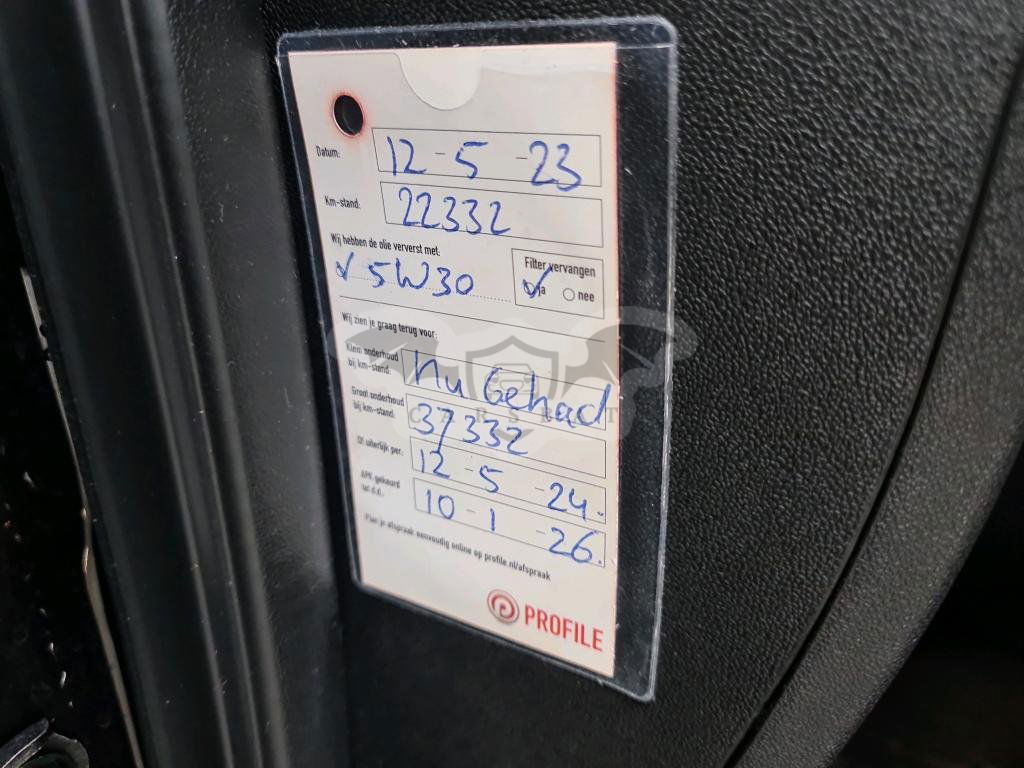 Datum: 12-5-23
Km-stand: 22332
Wij hebben de olie ververst met:
5W30
Filter vervangen
ja nee
Wij zien je graag terug voor:
Klein onderhoud
bij km-stand: nu Gehad
Groot onderhoud
bij km-stand: 37332
Of uiterlijk per: 12-5-24.
APK gekeurd
tot d.d.: 10-1-26.
Plan je afspraak eenvoudig online op profile.nl/afspraak
PROFILE